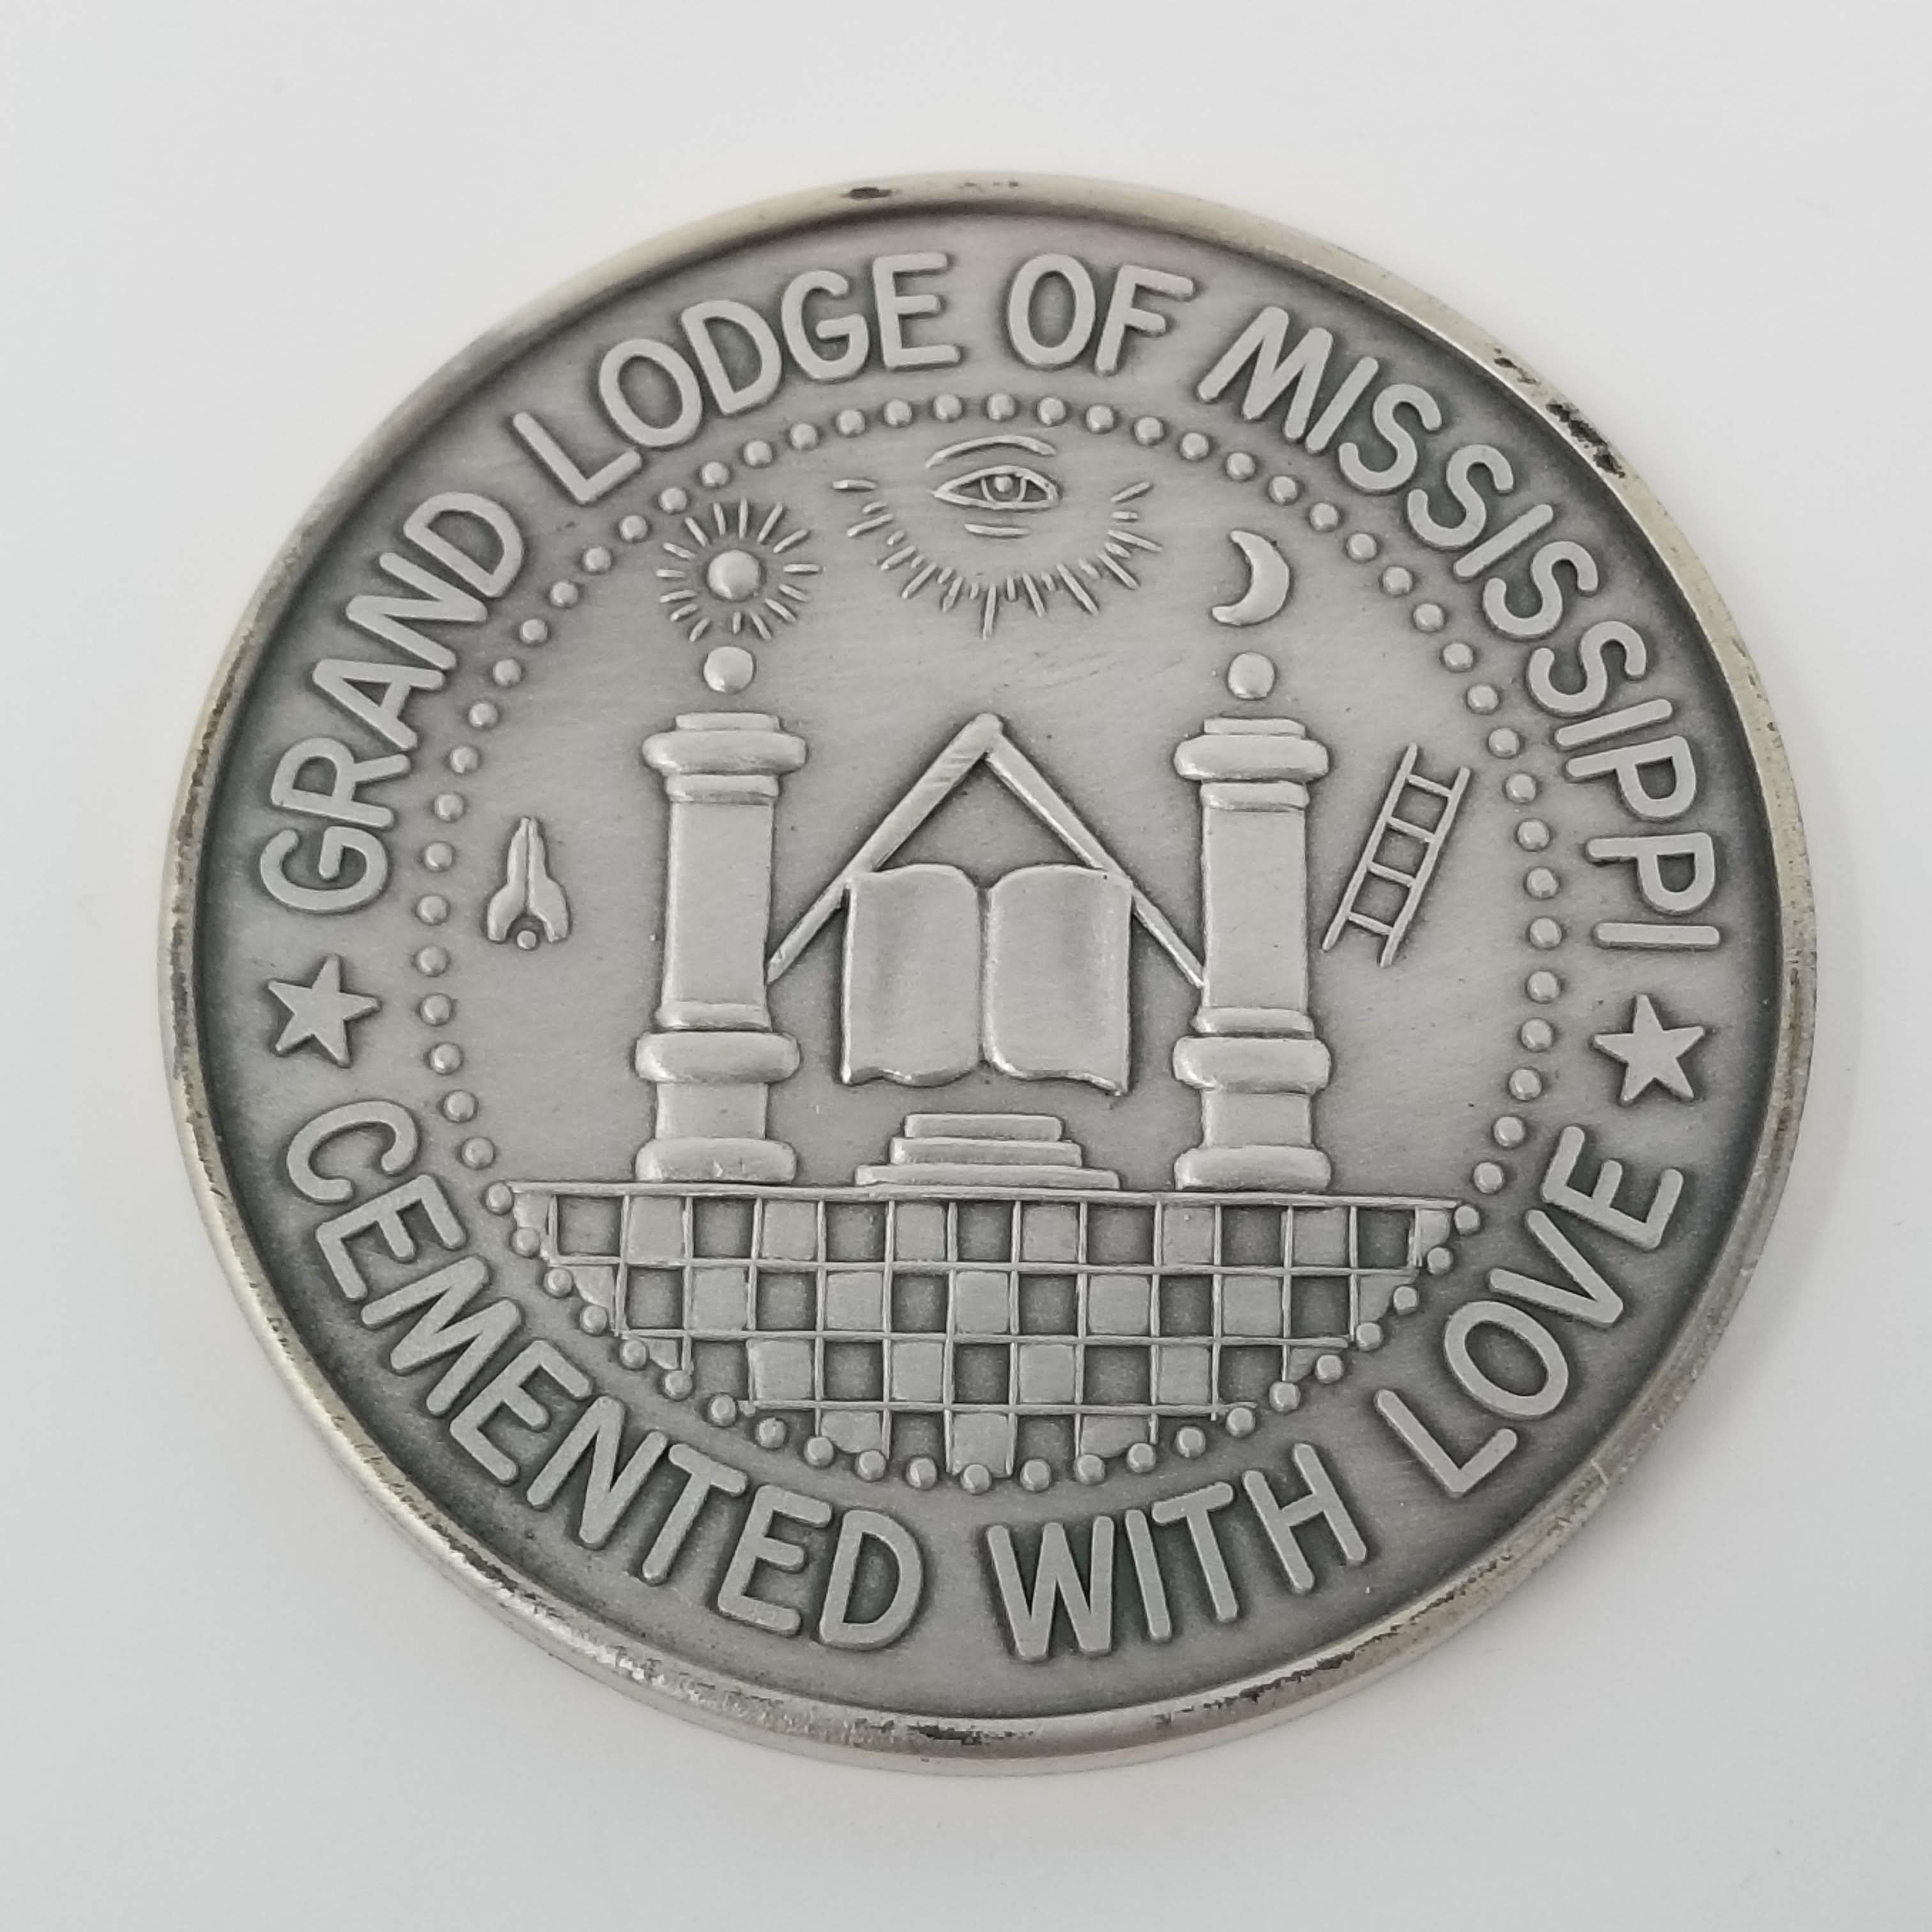 ★ GRAND LODGE OF MISSISSIPPI ★
CEMENTED WITH LOVE